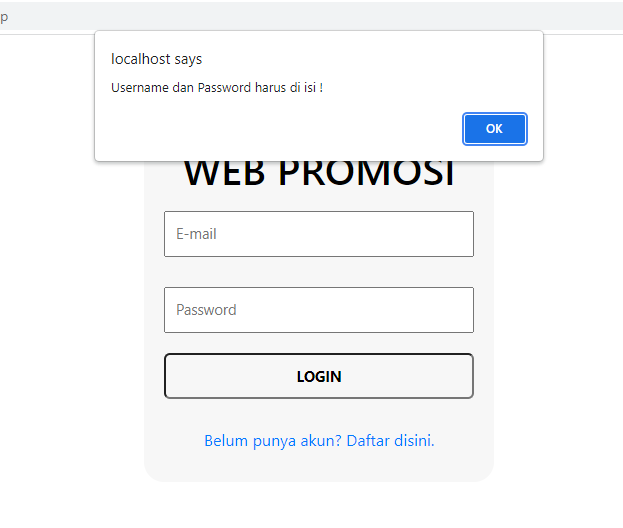 p
localhost says
Username dan Password harus di isi !
OK
WEB PROMOSI
E-mail
Password
LOGIN
Belum punya akun? Daftar disini.